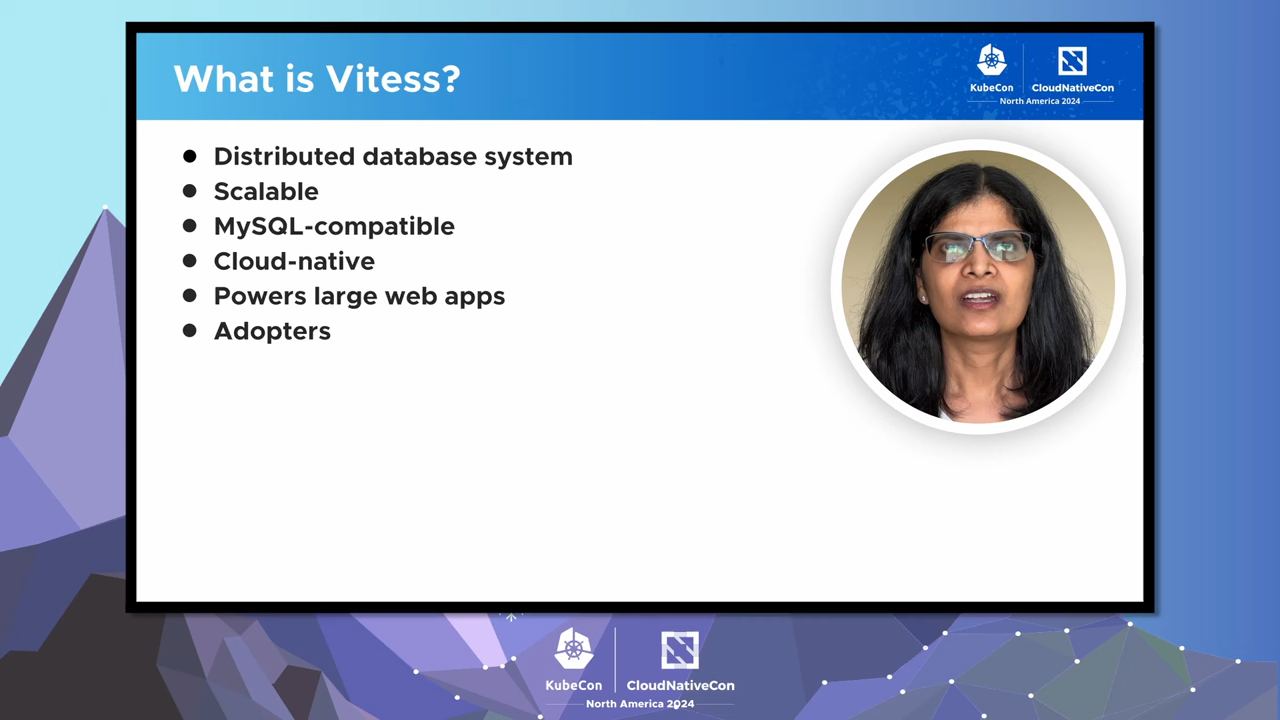 What is Vitess?
KubeCon
CloudNativeCon
North America 2024
Distributed database system
Scalable
MySQL-compatible
Cloud-native
Powers large web apps
Adopters
KubeCon
CloudNativeCon
North America 2024